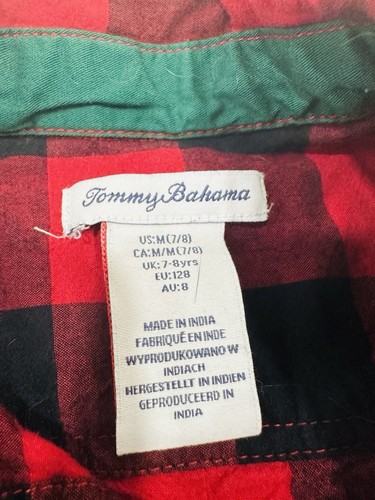 Tommy Bahama
US:M(7/8)
CA:M/M(7/8)
UK:7-8yrs
EU:128
AU:8
MADE IN INDIA
FABRIQUÉ EN INDE
WYPRODUKOWANO W
INDIACH
HERGESTELLT IN INDIEN
GEPRODUCEERD IN
INDIA